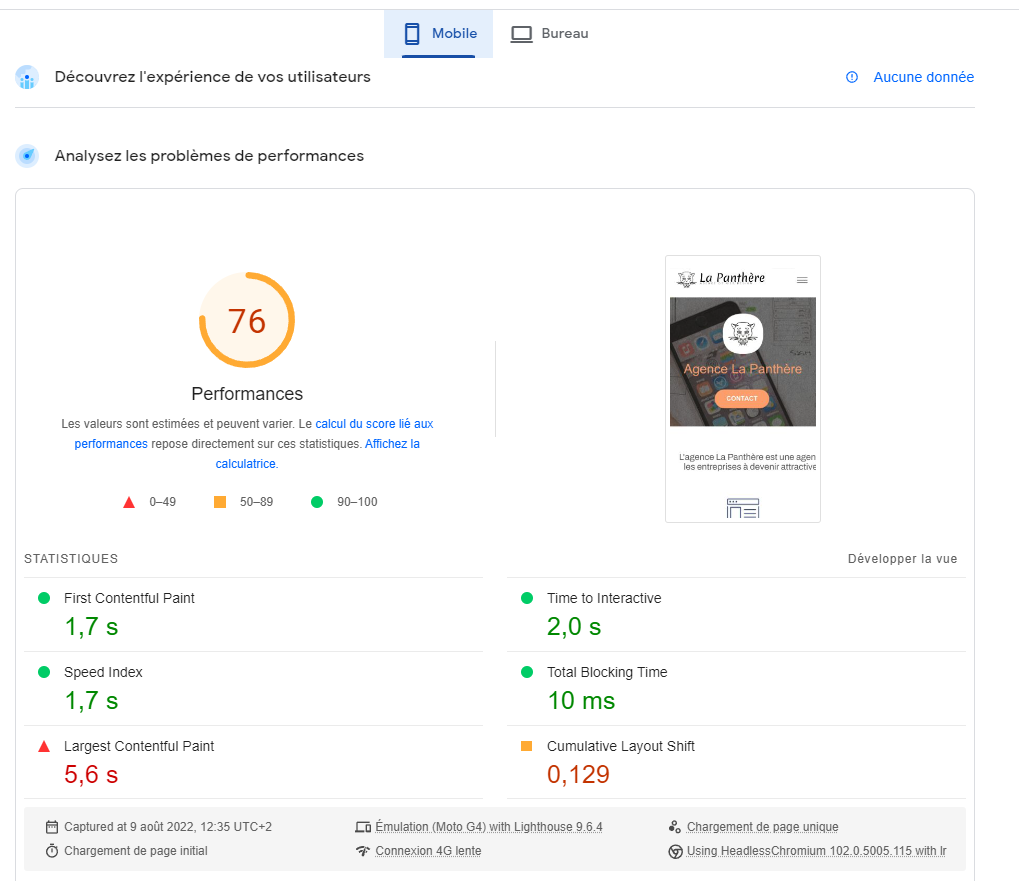 Mobile
Bureau
Découvrez l'expérience de vos utilisateurs
Aucune donnée
Analysez les problèmes de performances
76
Performances
Les valeurs sont estimées et peuvent varier. Le calcul du score lié aux
performances repose directement sur ces statistiques. Affichez la
calculatrice.
0–49
50–89
90–100
La Panthère
Agence La Panthère
CONTACT
L'agence La Panthère est une agen
les entreprises à devenir attractive
STATISTIQUES
Développer la vue
First Contentful Paint
1,7 s
Time to Interactive
2,0 s
Speed Index
1,7 s
Total Blocking Time
10 ms
Largest Contentful Paint
5,6 s
Cumulative Layout Shift
0,129
Captured at 9 août 2022, 12:35 UTC+2
Émulation (Moto G4) with Lighthouse 9.6.4
Chargement de page unique
Chargement de page initial
Connexion 4G lente
Using HeadlessChromium 102.0.5005.115 with lr